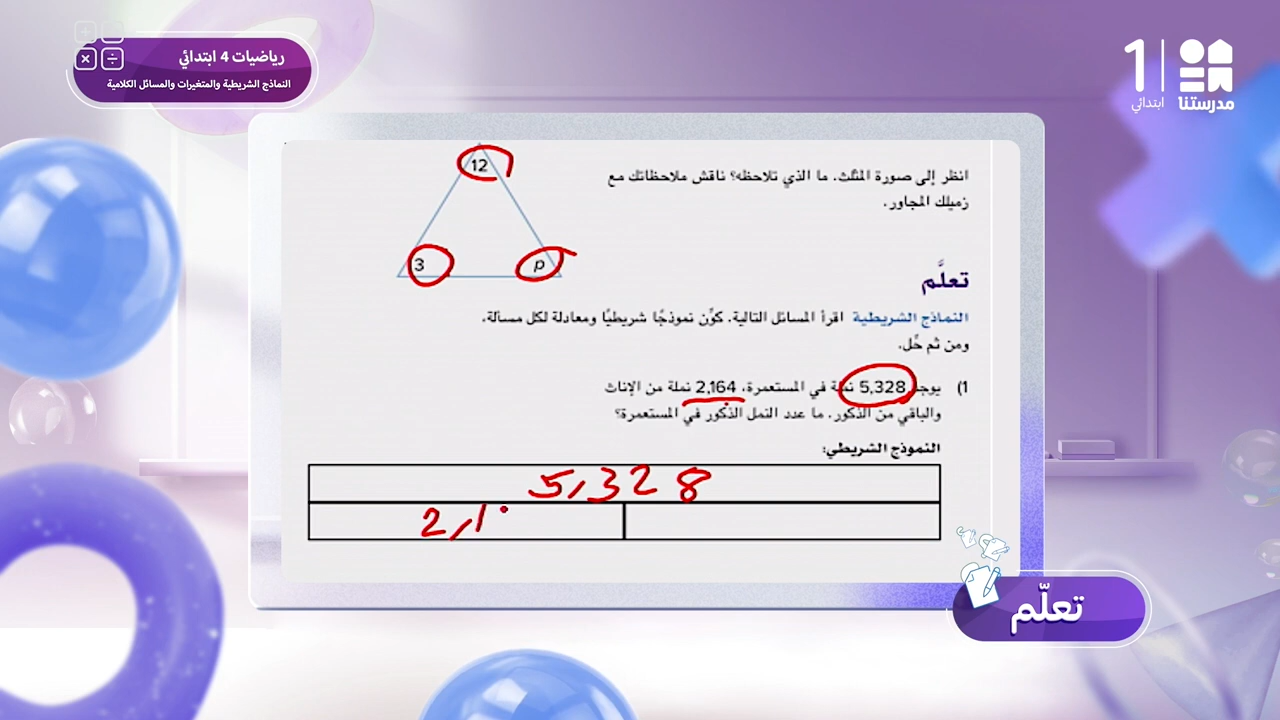 رياضيات 4 ابتدائي
النماذج الشريطية والمتغيرات والمسائل الكلامية
1
ابتدائي
مدرستنا
انظر إلى صورة المثلث. ما الذي تلاحظه؟ ناقش ملاحظاتك مع
زميلك المجاور.
12
3
p
تعلَّم
النماذج الشريطية اقرأ المسائل التالية. كوِّن نموذجًا شريطيًا ومعادلة لكل مسألة.
ومن ثم حُل.
1) يوجد 5,328 نملة في المستعمرة، 2,164 نملة من الإناث
والباقي من الذكور. ما عدد النمل الذكور في المستعمرة؟
النموذج الشريطي:
5,328
2,1
تعلّم